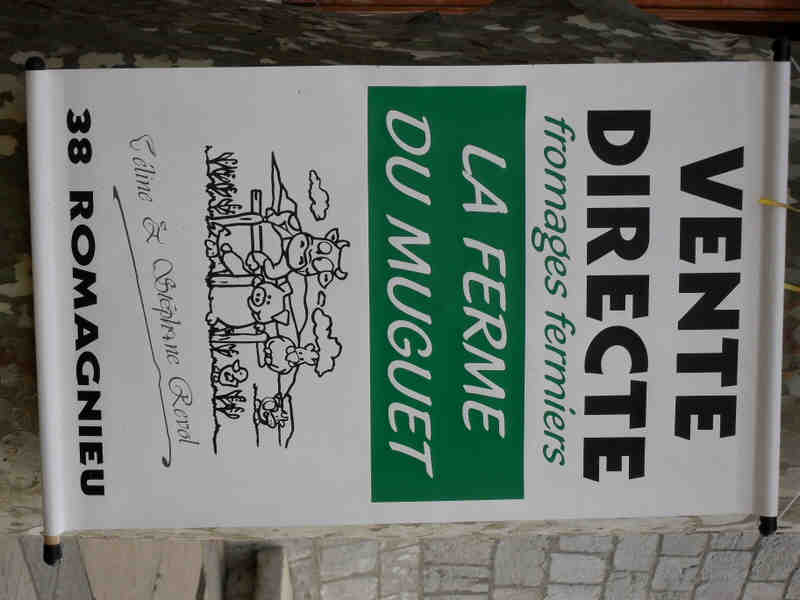 VENTE
DIRECTE
fromages fermiers
LA FERME
DU MUGUET
Céline & Stéphane Revol
38 ROMAGNIEU